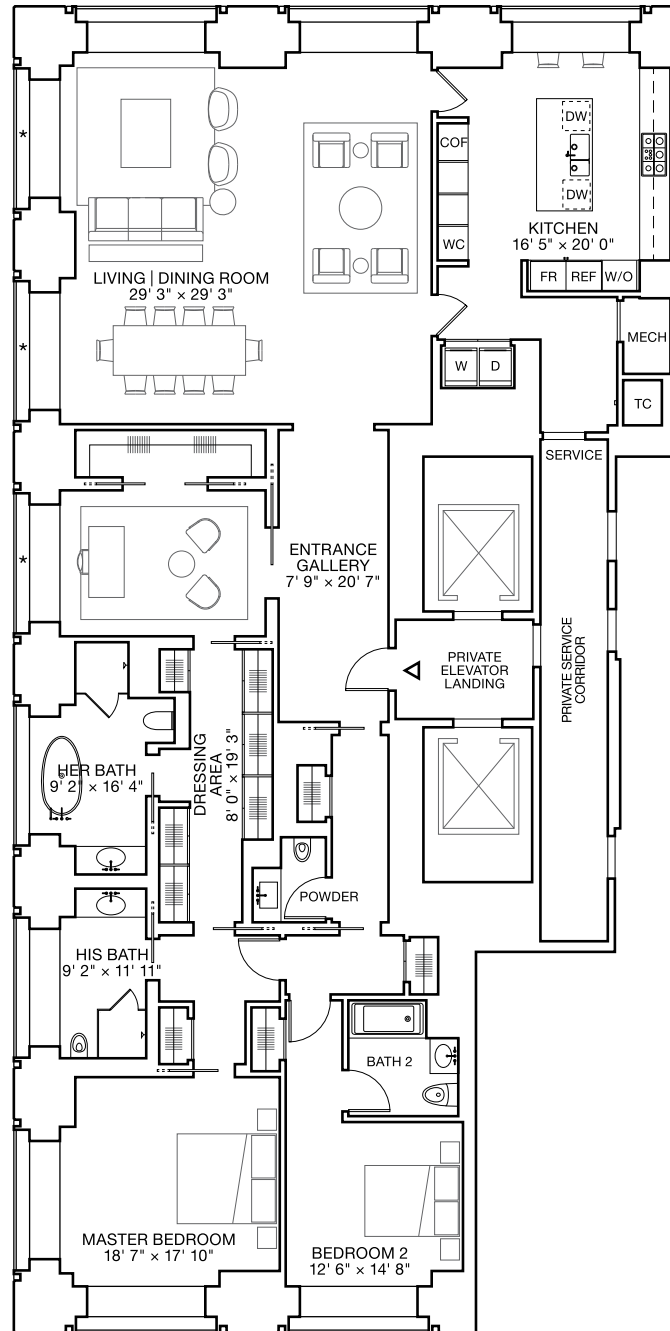 *
DW
COF
DW
KITCHEN
16' 5" × 20' 0"
WC
FR
REF
W/O
LIVING | DINING ROOM
29' 3" × 29' 3"
*
MECH
W
D
TC
SERVICE
*
ENTRANCE
GALLERY
7' 9" × 20' 7"
PRIVATE
ELEVATOR
LANDING
PRIVATE SERVICE
CORRIDOR
HER BATH
9' 2" × 16' 4"
DRESSING
AREA
8' 0" × 19' 3"
POWDER
HIS BATH
9' 2" × 11' 11"
BATH 2
MASTER BEDROOM
18' 7" × 17' 10"
BEDROOM 2
12' 6" × 14' 8"